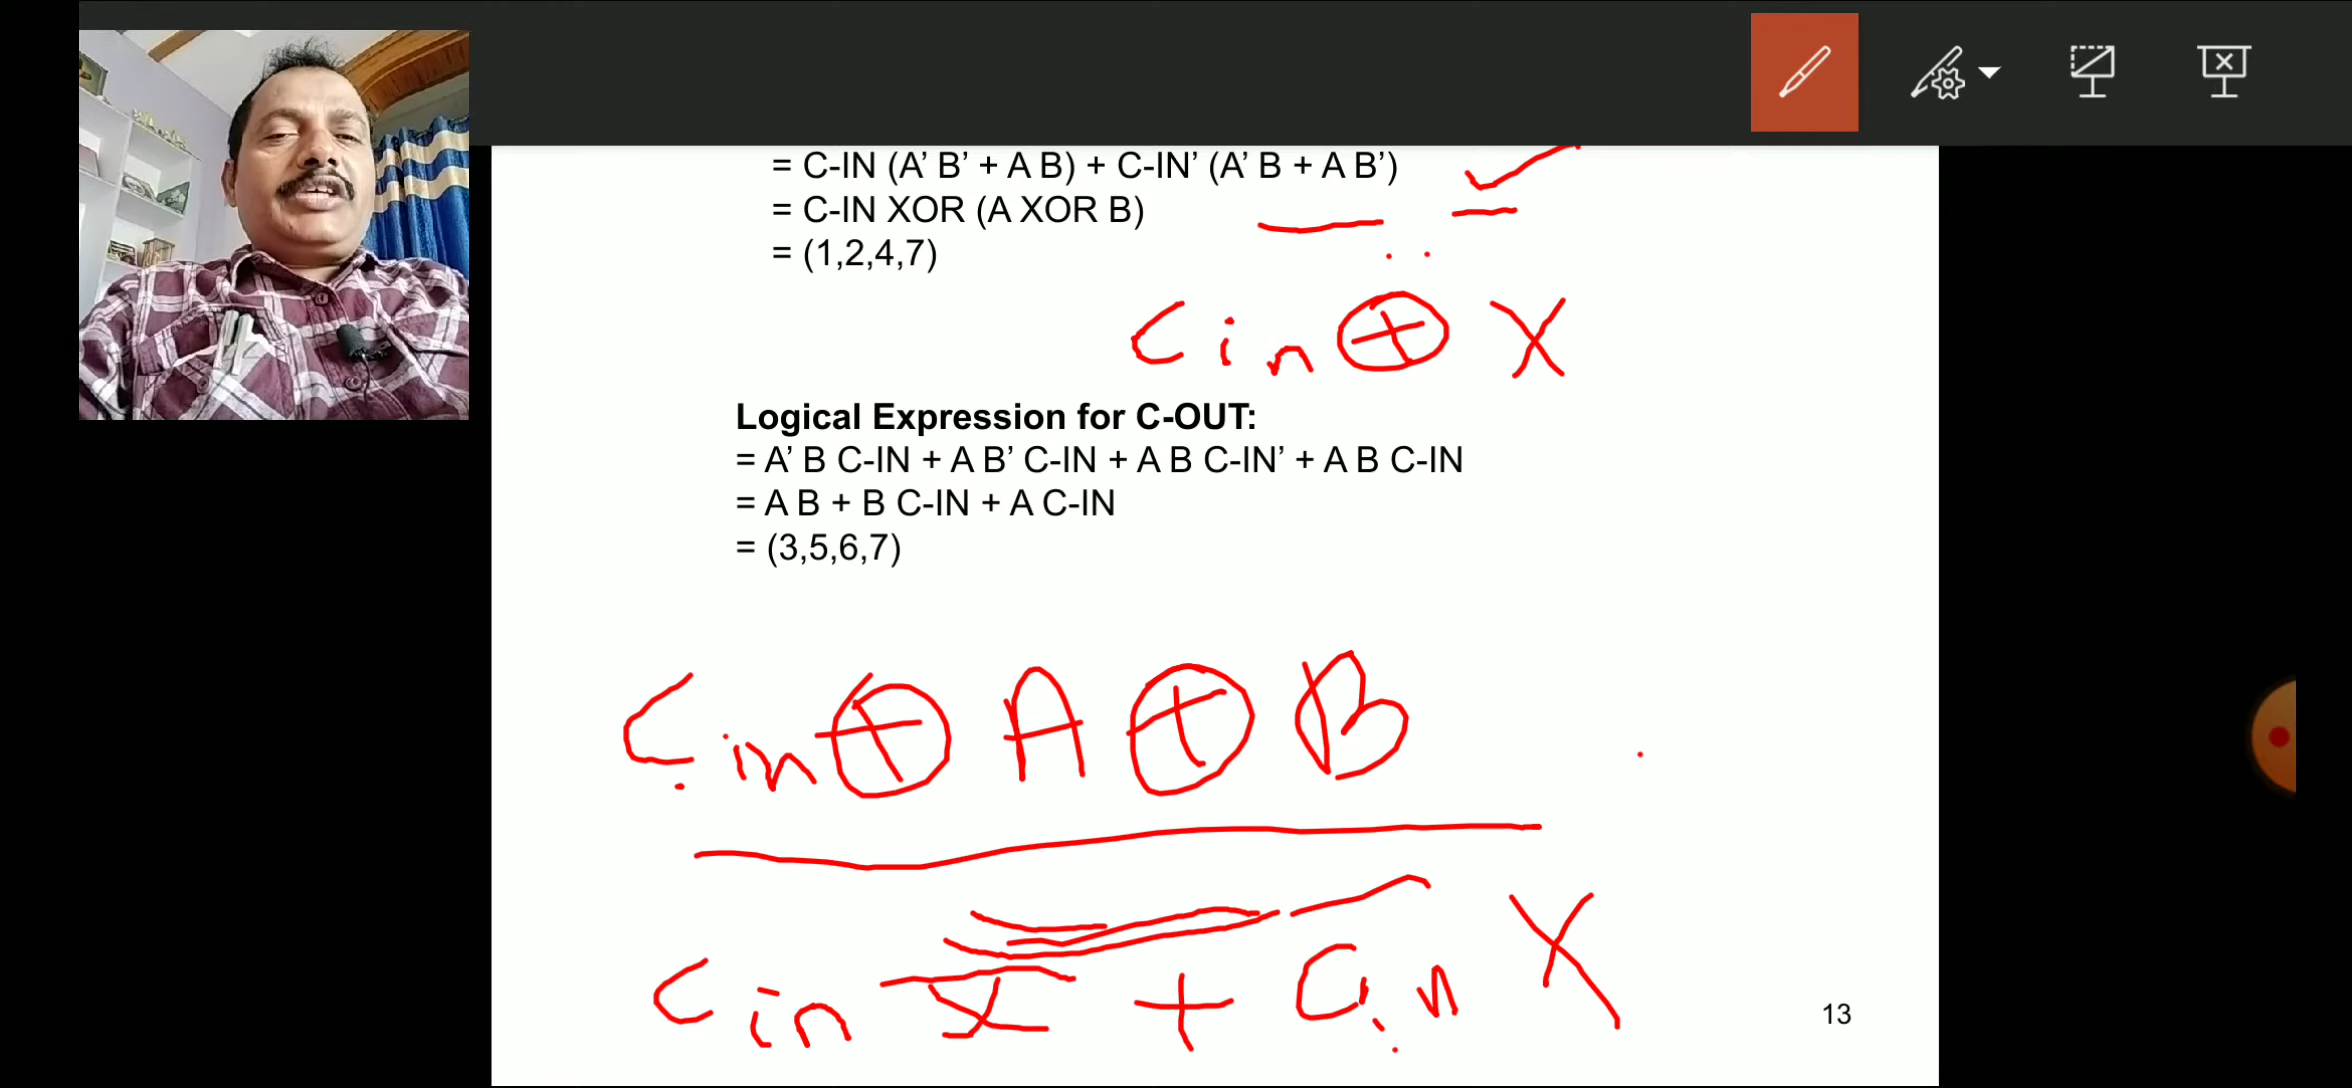 = C-IN (A’ B’ + A B) + C-IN’ (A’ B + A B’)
= C-IN XOR (A XOR B)
= (1,2,4,7)
Cin ⊕ X
Logical Expression for C-OUT:
= A’ B C-IN + A B’ C-IN + A B C-IN’ + A B C-IN
= A B + B C-IN + A C-IN
= (3,5,6,7)
Cin ⊕ A ⊕ B
Cin x̅ + C̅in X
13